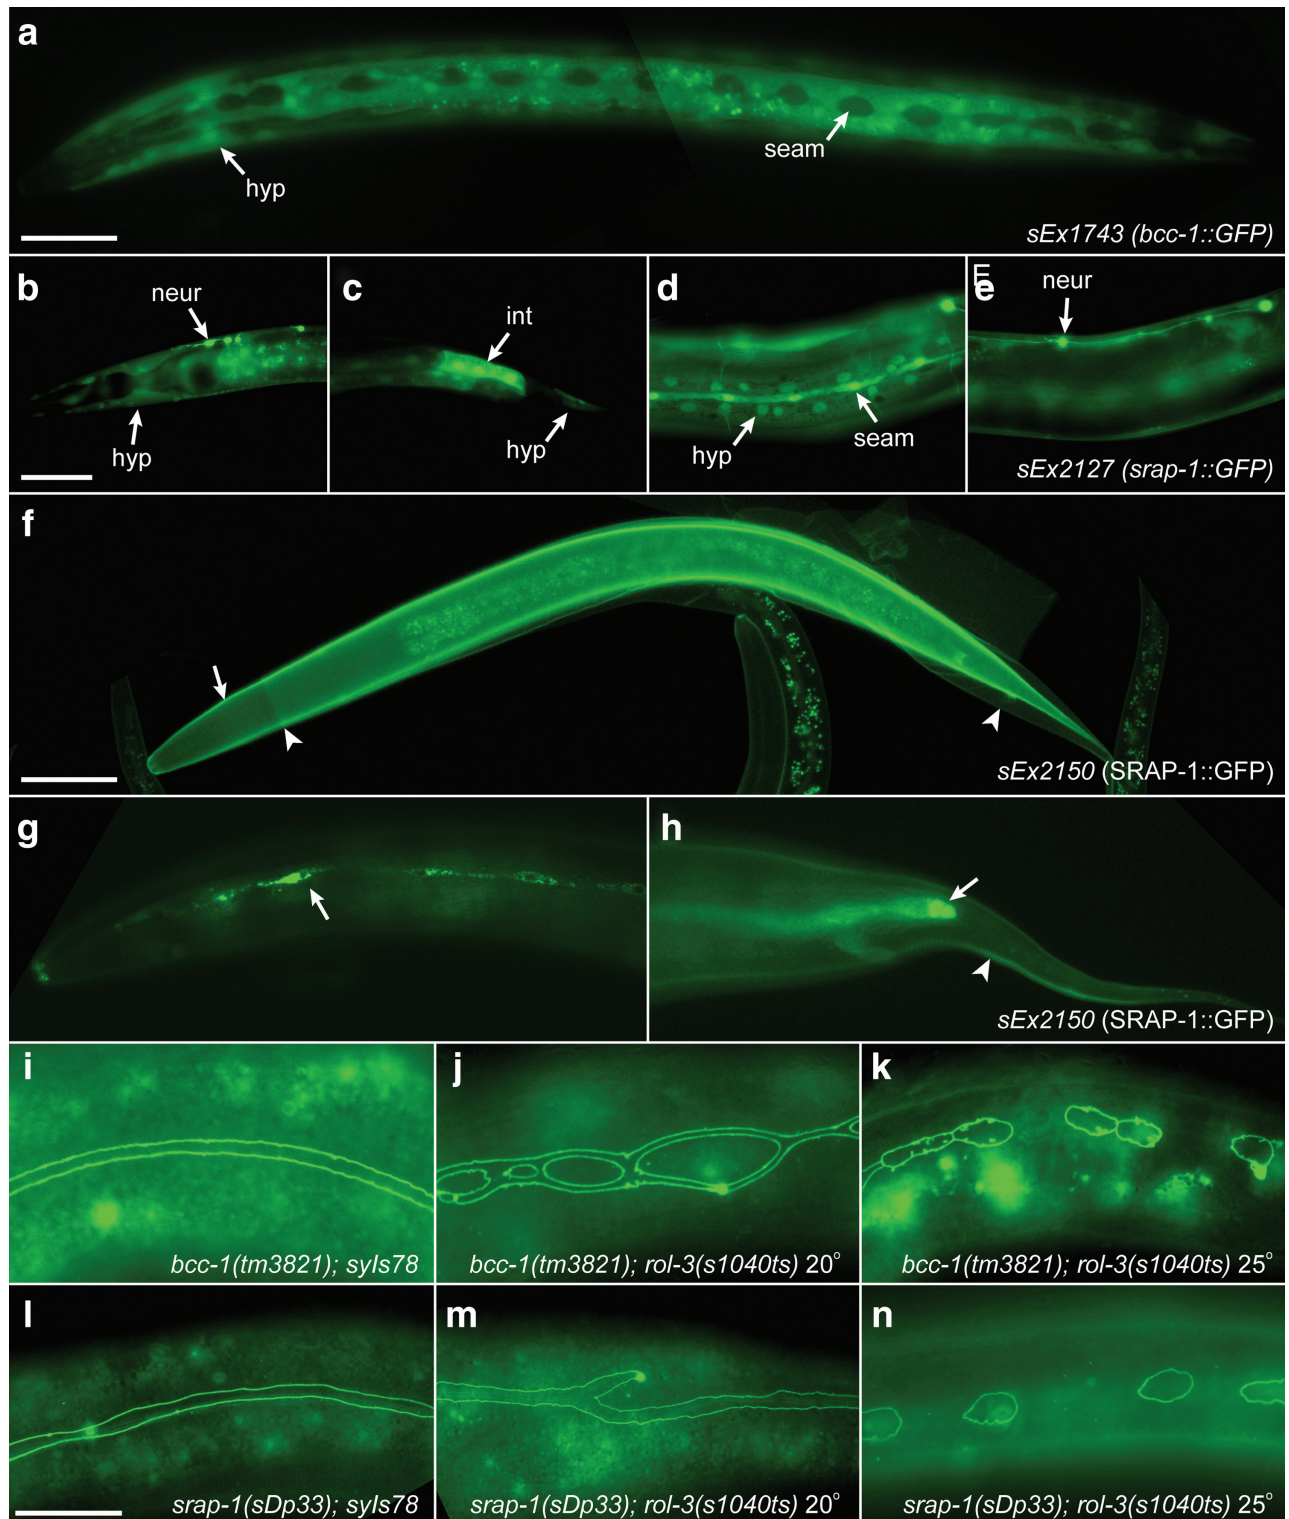 a
seam
hyp
sEx1743 (bcc-1::GFP)
b
neur
hyp
c
int
hyp
d
hyp
seam
E
e
neur
sEx2127 (srap-1::GFP)
f
sEx2150 (SRAP-1::GFP)
g
h
sEx2150 (SRAP-1::GFP)
i
bcc-1(tm3821); syIs78
j
bcc-1(tm3821); rol-3(s1040ts) 20°
k
bcc-1(tm3821); rol-3(s1040ts) 25°
l
srap-1(sDp33); syIs78
m
srap-1(sDp33); rol-3(s1040ts) 20°
n
srap-1(sDp33); rol-3(s1040ts) 25°